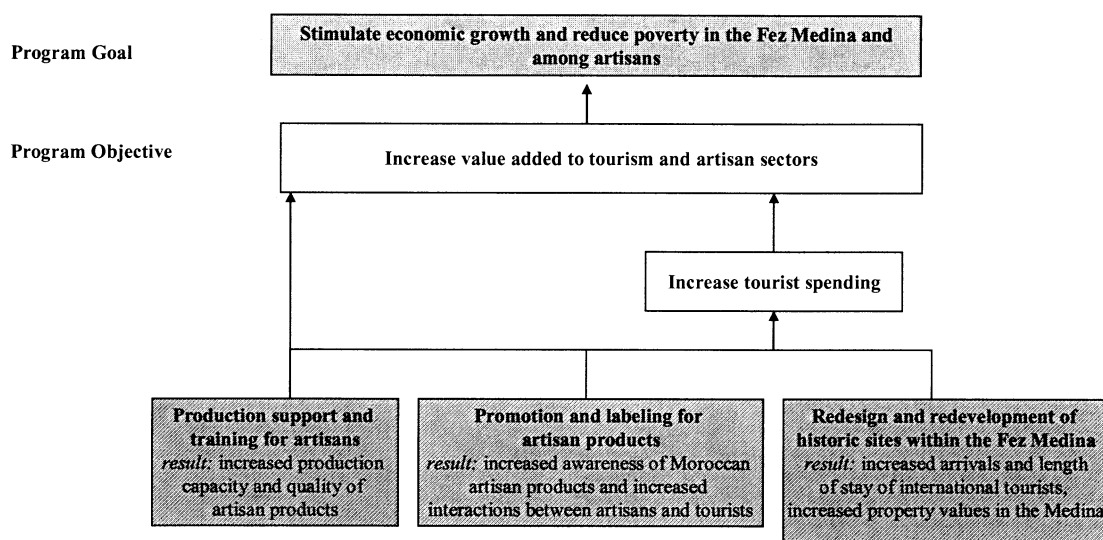 Program Goal
Stimulate economic growth and reduce poverty in the Fez Medina and
among artisans
Program Objective
Increase value added to tourism and artisan sectors
Increase tourist spending
Production support and
training for artisans
result: increased production
capacity and quality of
artisan products
Promotion and labeling for
artisan products
result: increased awareness of Moroccan
artisan products and increased
interactions between artisans and tourists
Redesign and redevelopment of
historic sites within the Fez Medina
result: increased arrivals and length
of stay of international tourists,
increased property values in the Medina